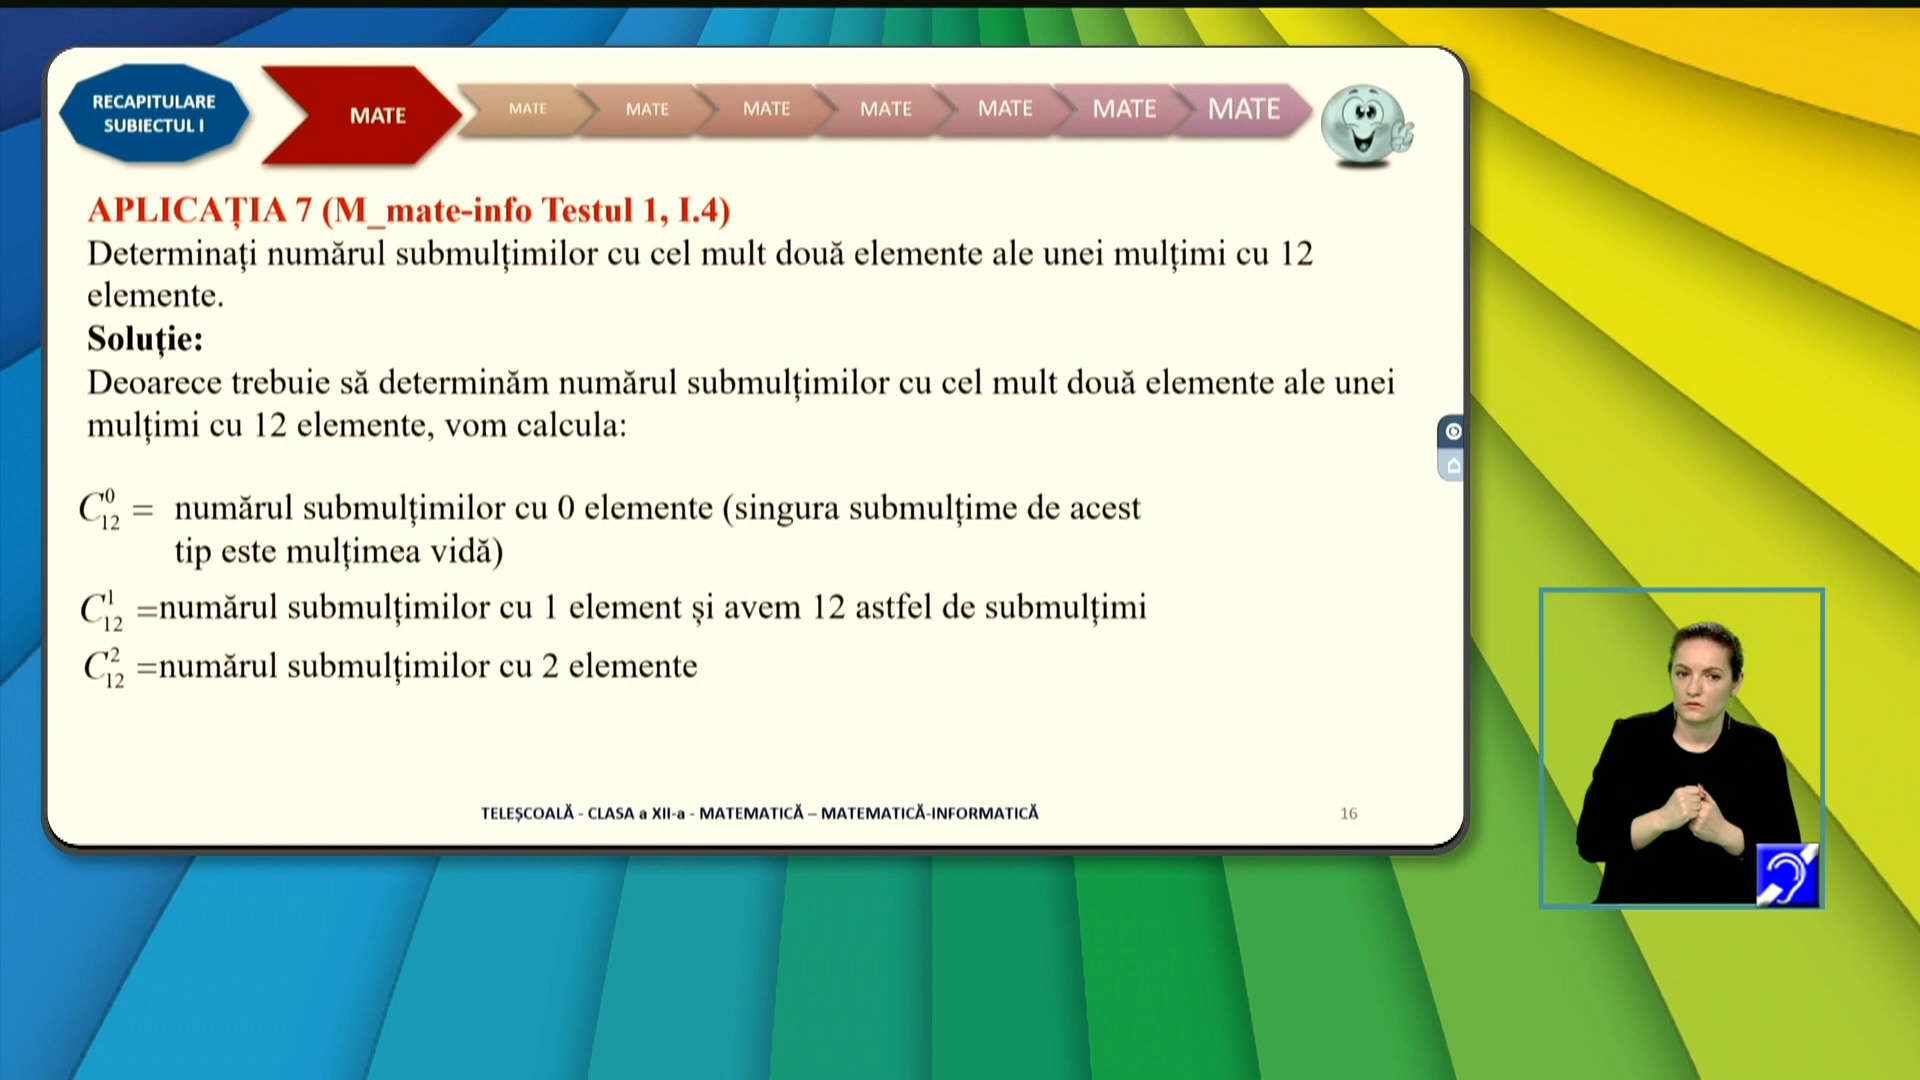 RECAPITULARE
SUBIECTUL I
MATE
MATE
MATE
MATE
MATE
MATE
MATE
MATE
APLICAȚIA 7 (M_mate-info Testul 1, I.4)
Determinați numărul submulțimilor cu cel mult două elemente ale unei mulțimi cu 12
elemente.
Soluție:
Deoarece trebuie să determinăm numărul submulțimilor cu cel mult două elemente ale unei
mulțimi cu 12 elemente, vom calcula:
C⁰₁₂ = numărul submulțimilor cu 0 elemente (singura submulțime de acest
tip este mulțimea vidă)
C¹₁₂ =numărul submulțimilor cu 1 element și avem 12 astfel de submulțimi
C²₁₂ =numărul submulțimilor cu 2 elemente
TELEȘCOALĂ - CLASA a XII-a - MATEMATICĂ – MATEMATICĂ-INFORMATICĂ
16